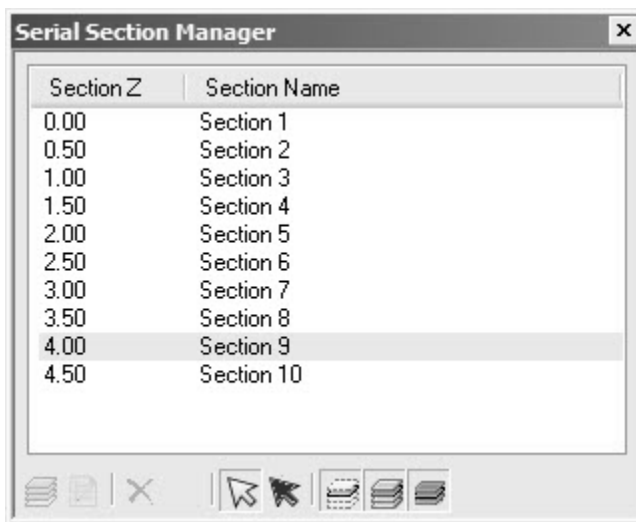 Serial Section Manager
Section Z Section Name
0.00 Section 1
0.50 Section 2
1.00 Section 3
1.50 Section 4
2.00 Section 5
2.50 Section 6
3.00 Section 7
3.50 Section 8
4.00 Section 9
4.50 Section 10